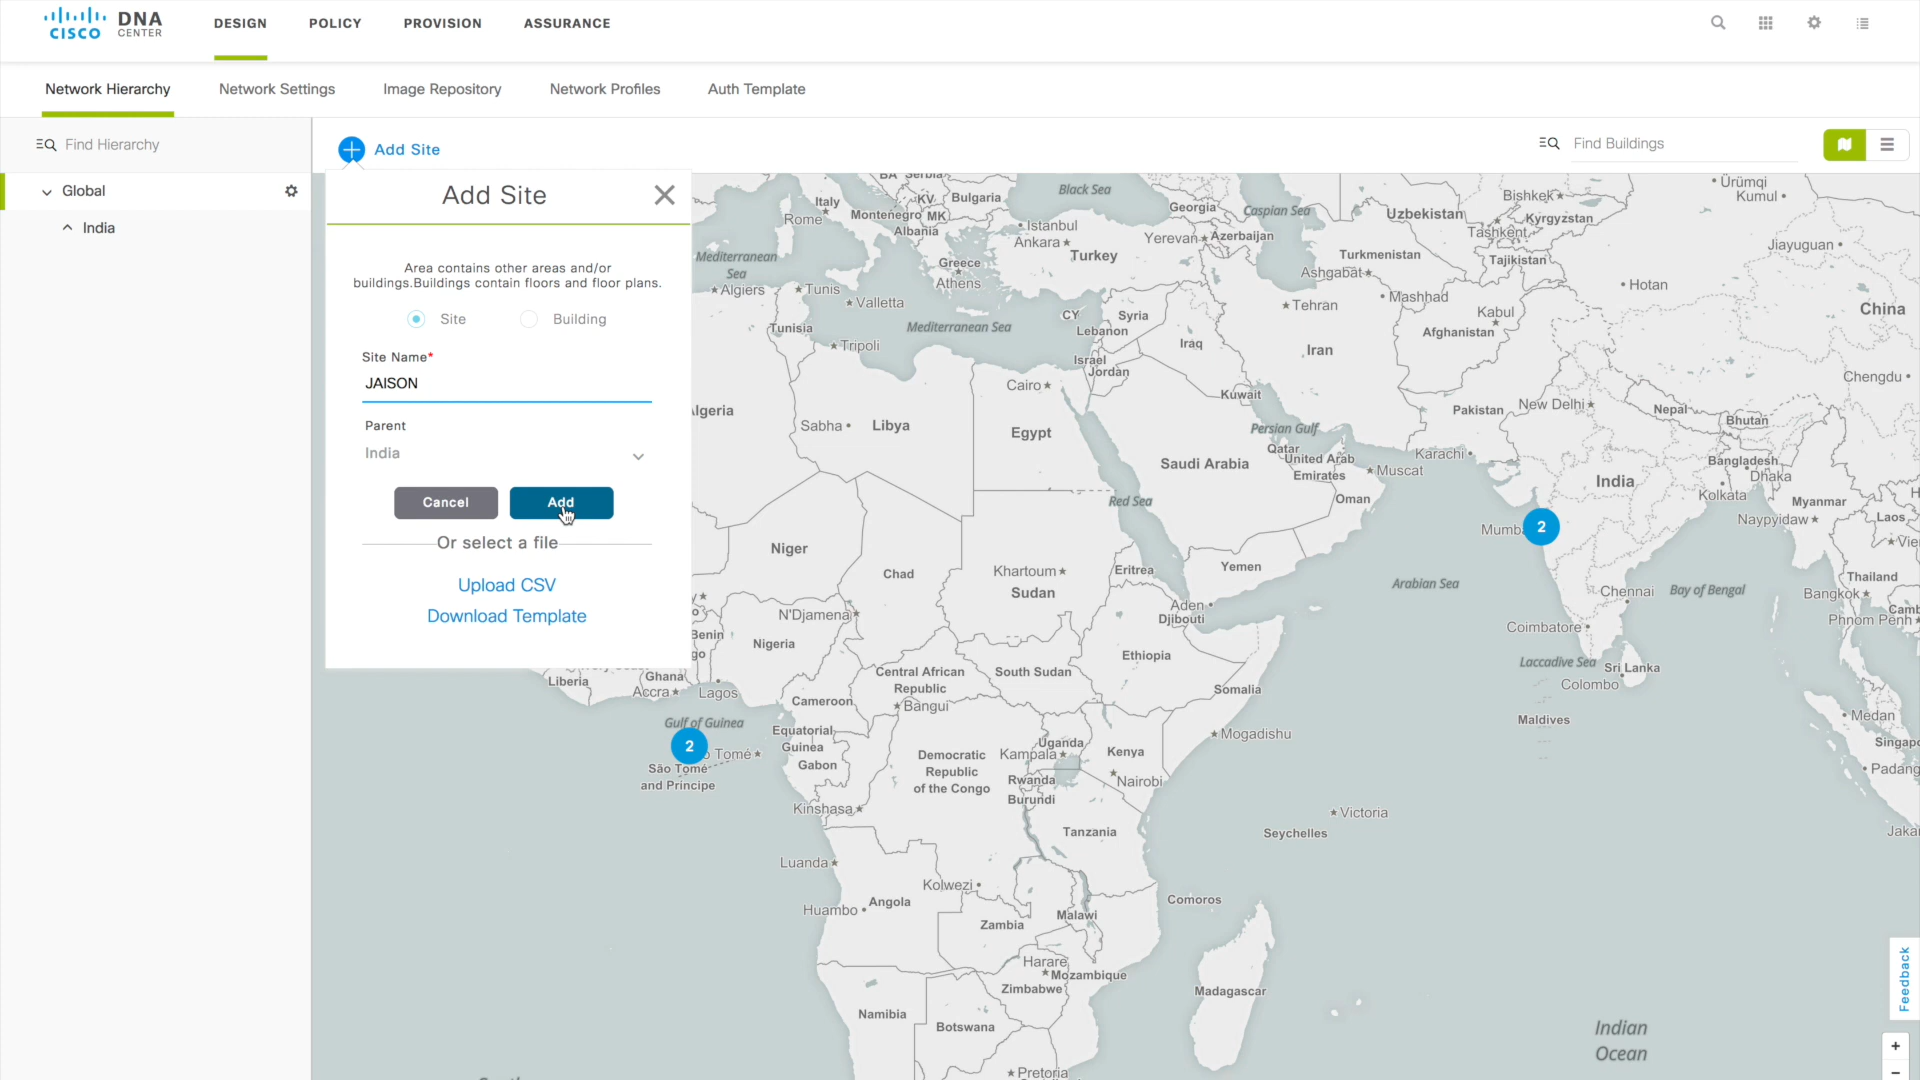 CISCO
DNA
CENTER
DESIGN
POLICY
PROVISION
ASSURANCE
Network Hierarchy
Network Settings
Image Repository
Network Profiles
Auth Template
Find Hierarchy
Add Site
Find Buildings
Global
India
Add Site
Area contains other areas and/or
buildings.Buildings contain floors and floor plans.
Site
Building
Site Name*
JAISON
Parent
India
Cancel
Add
Or select a file
Upload CSV
Download Template
Italy
KV
Bulgaria
Black Sea
Georgia
Caspian Sea
Uzbekistan
Bishkek
Kyrgyzstan
Ürümqi
Kumul
Rome
Montenegro
MK
Albania
Istanbul
Ankara
Turkey
Yerevan
Azerbaijan
Tashkent
Jiayuguan
Mediterranean
Sea
Greece
Athens
Turkmenistan
Ashgabat
Tajikistan
Algiers
Tunis
Valletta
Tehran
Mashhad
Hotan
China
Tunisia
Mediterranean Sea
CY
Lebanon
Syria
Kabul
Afghanistan
Tripoli
Iraq
Iran
Israel
Jordan
Cairo
Kuwait
Chengdu
lgeria
Sabha
Libya
Egypt
Persian Gulf
Pakistan
New Delhi
Nepal
Bhutan
Saudi Arabia
Qatar
United Arab
Emirates
Muscat
Karachi
India
Bangladesh
Dhaka
Kolkata
Myanmar
Red Sea
Oman
Naypyidaw
Laos
Vie
Mumb
2
Niger
Chad
Khartoum
Sudan
Eritrea
Yemen
Arabian Sea
Chennai
Bay of Bengal
Thailand
Bangkok
Camb
Phnom Penh
N'Djamena
Aden
Djibouti
Coimbatore
Benin
go
Nigeria
Ethiopia
Laccadive Sea
Sri Lanka
Colombo
Liberia
Ghana
Accra
Lagos
Central African
Republic
South Sudan
Somalia
Cameroon
Bangui
Maldives
Medan
Gulf of Guinea
2
o Tomé
São Tomé
and Principe
Equatorial
Guinea
Gabon
Democratic
Republic
of the Congo
Uganda
Kampala
Kenya
Mogadishu
Singapo
Padang
Rwanda
Burundi
Nairobi
Kinshasa
Victoria
Seychelles
Tanzania
Jakar
Luanda
Kolwezi
Huambo
Angola
Malawi
Comoros
Zambia
Harare
Zimbabwe
Mozambique
Madagascar
Namibia
Botswana
Indian
Ocean
Pretoria
Feedback
+
−